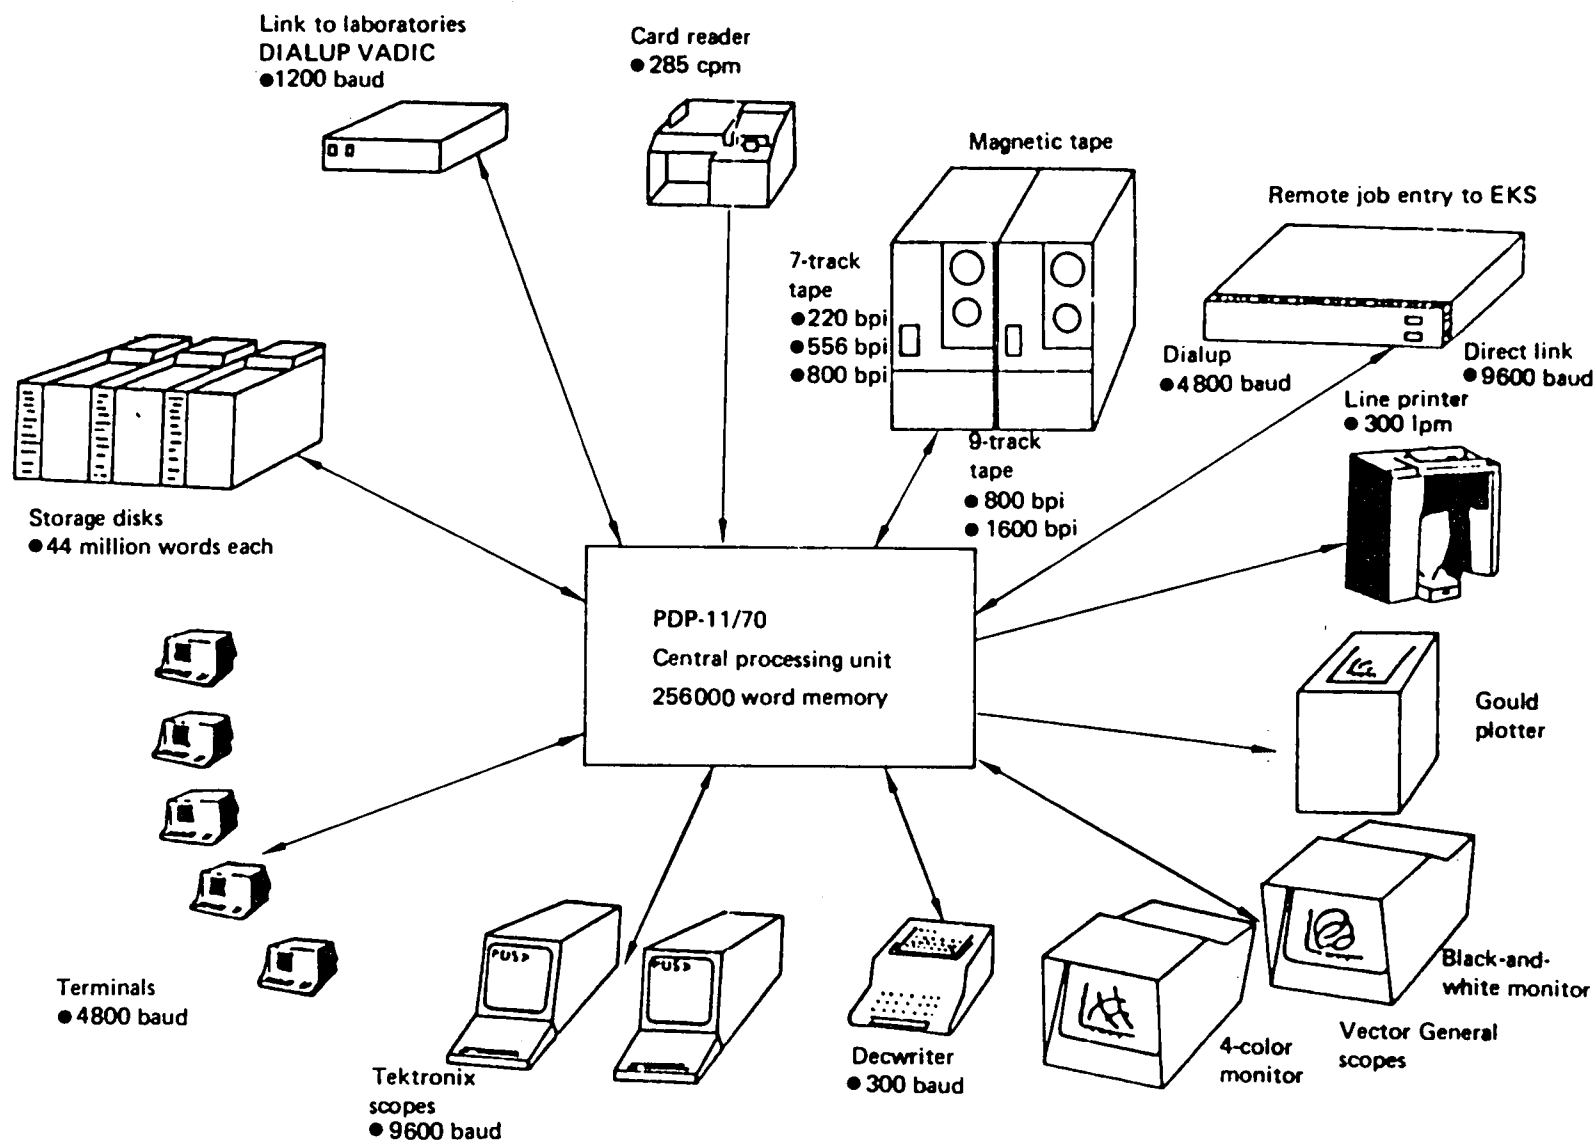 Link to laboratories
DIALUP VADIC
●1200 baud
Card reader
● 285 cpm
Magnetic tape
7-track
tape
●220 bpi
●556 bpi
●800 bpi
9-track
tape
● 800 bpi
● 1600 bpi
Remote job entry to EKS
Dialup
●4800 baud
Direct link
●9600 baud
Line printer
● 300 lpm
Storage disks
●44 million words each
PDP-11/70
Central processing unit
256000 word memory
Gould
plotter
Terminals
●4800 baud
PUS>
PUS>
Tektronix
scopes
● 9600 baud
Decwriter
● 300 baud
4-color
monitor
Black-and-
white monitor
Vector General
scopes